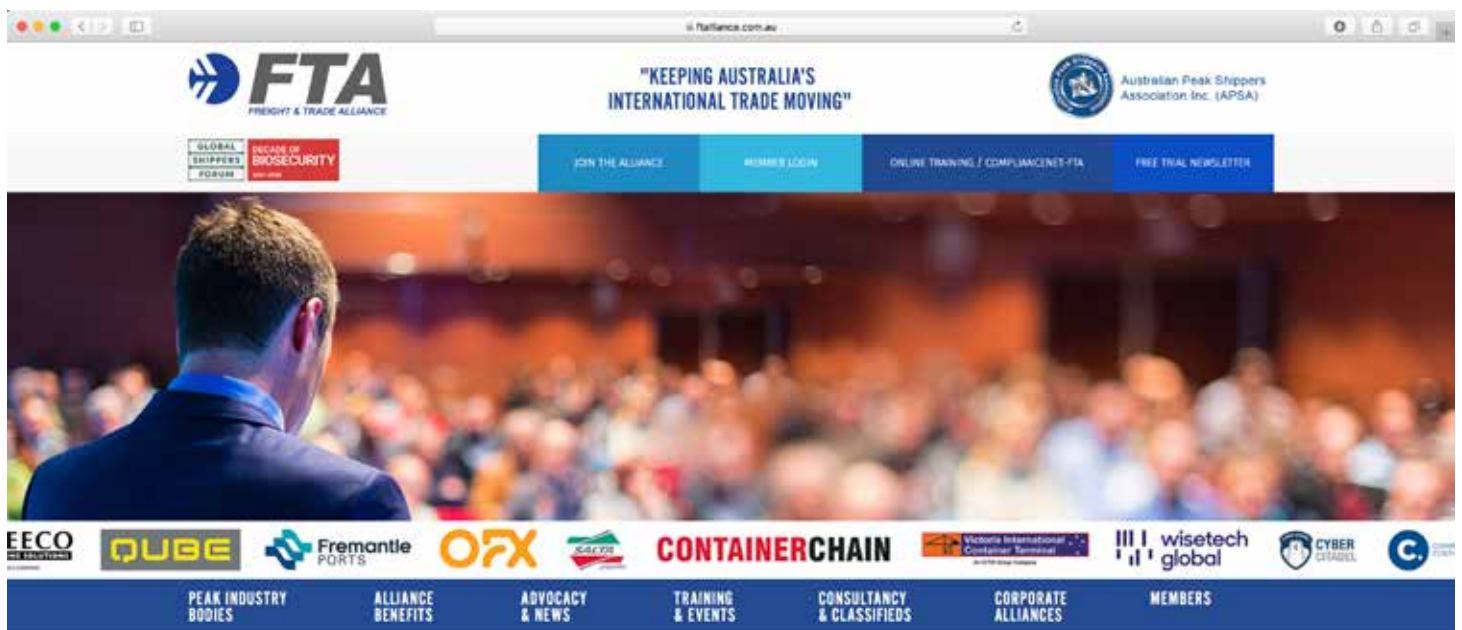 ftalliance.com.au
FTA
FREIGHT & TRADE ALLIANCE
"KEEPING AUSTRALIA'S
INTERNATIONAL TRADE MOVING"
Australian Peak Shippers
Association Inc. (APSA)
GLOBAL
SHIPPERS
FORUM
DECADE OF
BIOSECURITY
JOIN THE ALLIANCE
MEMBER LOGIN
ONLINE TRAINING / COMPLIANCENET-FTA
FREE TRIAL NEWSLETTER
EECO
QUBE
Fremantle
PORTS
OFX
SALTA
CONTAINERCHAIN
Victoria International
Container Terminal
wisetech
global
CYBER
CITADEL
C.
PEAK INDUSTRY
BODIES
ALLIANCE
BENEFITS
ADVOCACY
& NEWS
TRAINING
& EVENTS
CONSULTANCY
& CLASSIFIEDS
CORPORATE
ALLIANCES
MEMBERS